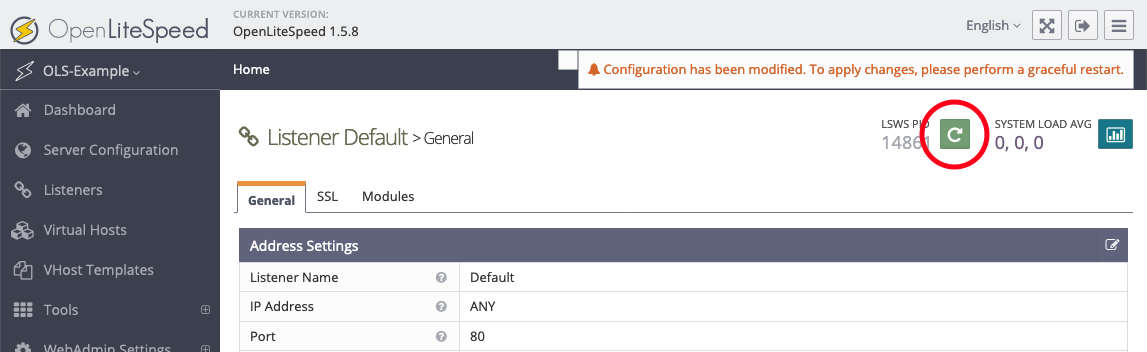 OpenLiteSpeed
CURRENT VERSION:
OpenLiteSpeed 1.5.8
English
OLS-Example
Home
Configuration has been modified. To apply changes, please perform a graceful restart.
Dashboard
Server Configuration
Listeners
Virtual Hosts
VHost Templates
Tools
WebAdmin Settings
Listener Default > General
LSWS PID
14861
SYSTEM LOAD AVG
0, 0, 0
General
SSL
Modules
Address Settings
Listener Name
Default
IP Address
ANY
Port
80